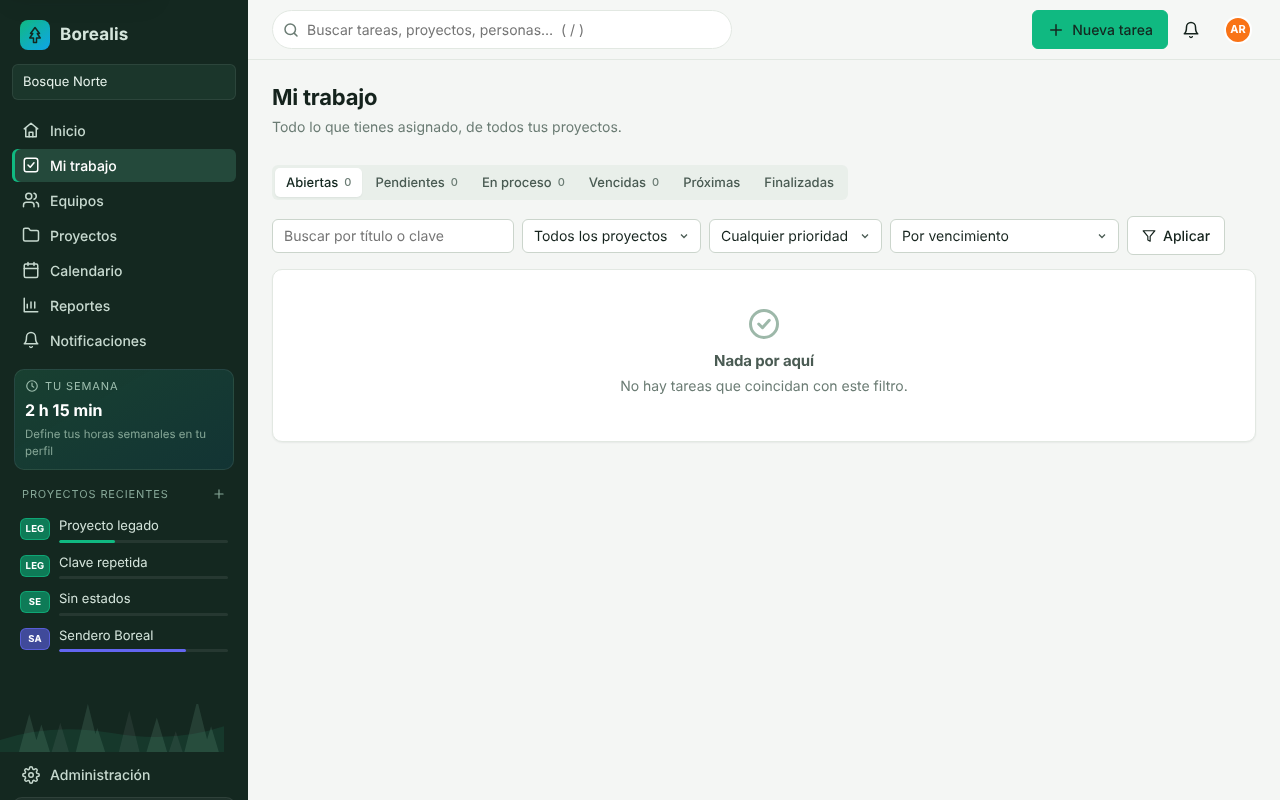 Borealis
Bosque Norte
Inicio
Mi trabajo
Equipos
Proyectos
Calendario
Reportes
Notificaciones
TU SEMANA
2 h 15 min
Define tus horas semanales en tu
perfil
PROYECTOS RECIENTES
LEG Proyecto legado
LEG Clave repetida
SE Sin estados
SA Sendero Boreal
Administración
Buscar tareas, proyectos, personas... ( / )
Nueva tarea
AR
Mi trabajo
Todo lo que tienes asignado, de todos tus proyectos.
Abiertas 0 Pendientes 0 En proceso 0 Vencidas 0 Próximas Finalizadas
Buscar por título o clave Todos los proyectos Cualquier prioridad Por vencimiento Aplicar
Nada por aquí
No hay tareas que coincidan con este filtro.